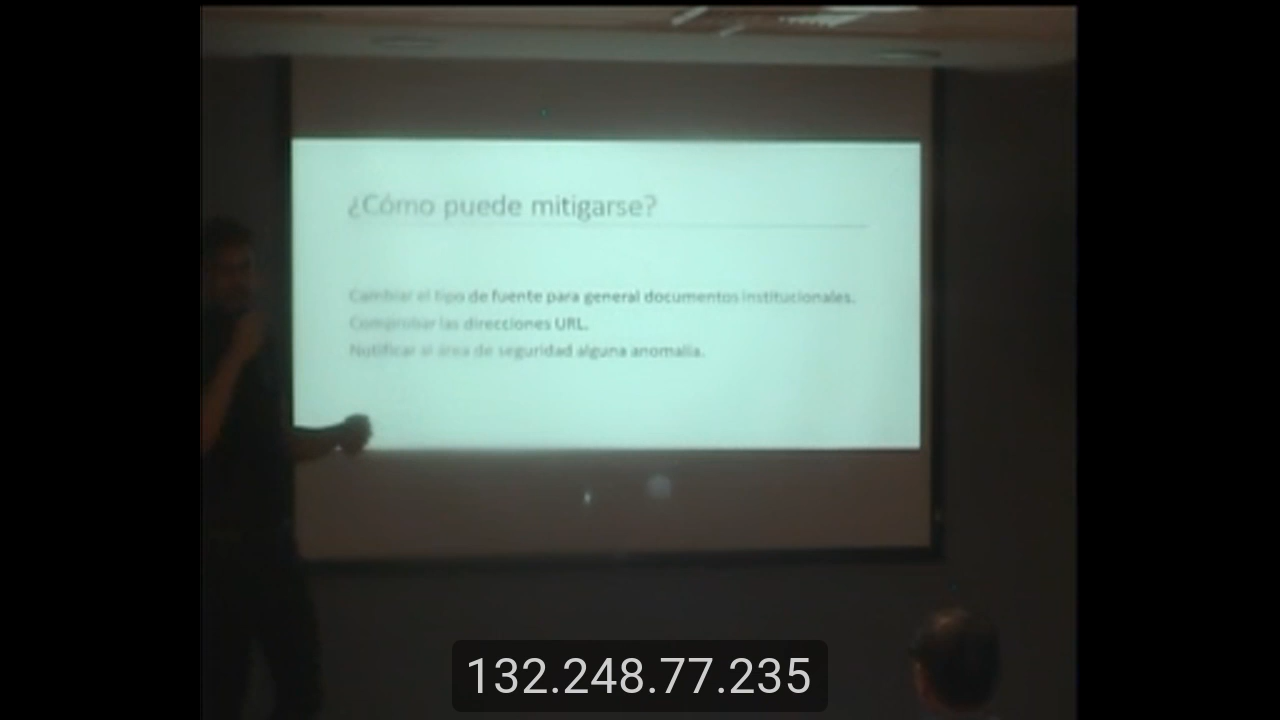 ¿Cómo puede mitigarse?
Cambiar el tipo de fuente para general documentos institucionales.
Comprobar las direcciones URL.
Notificar al área de seguridad alguna anomalía.
132.248.77.235